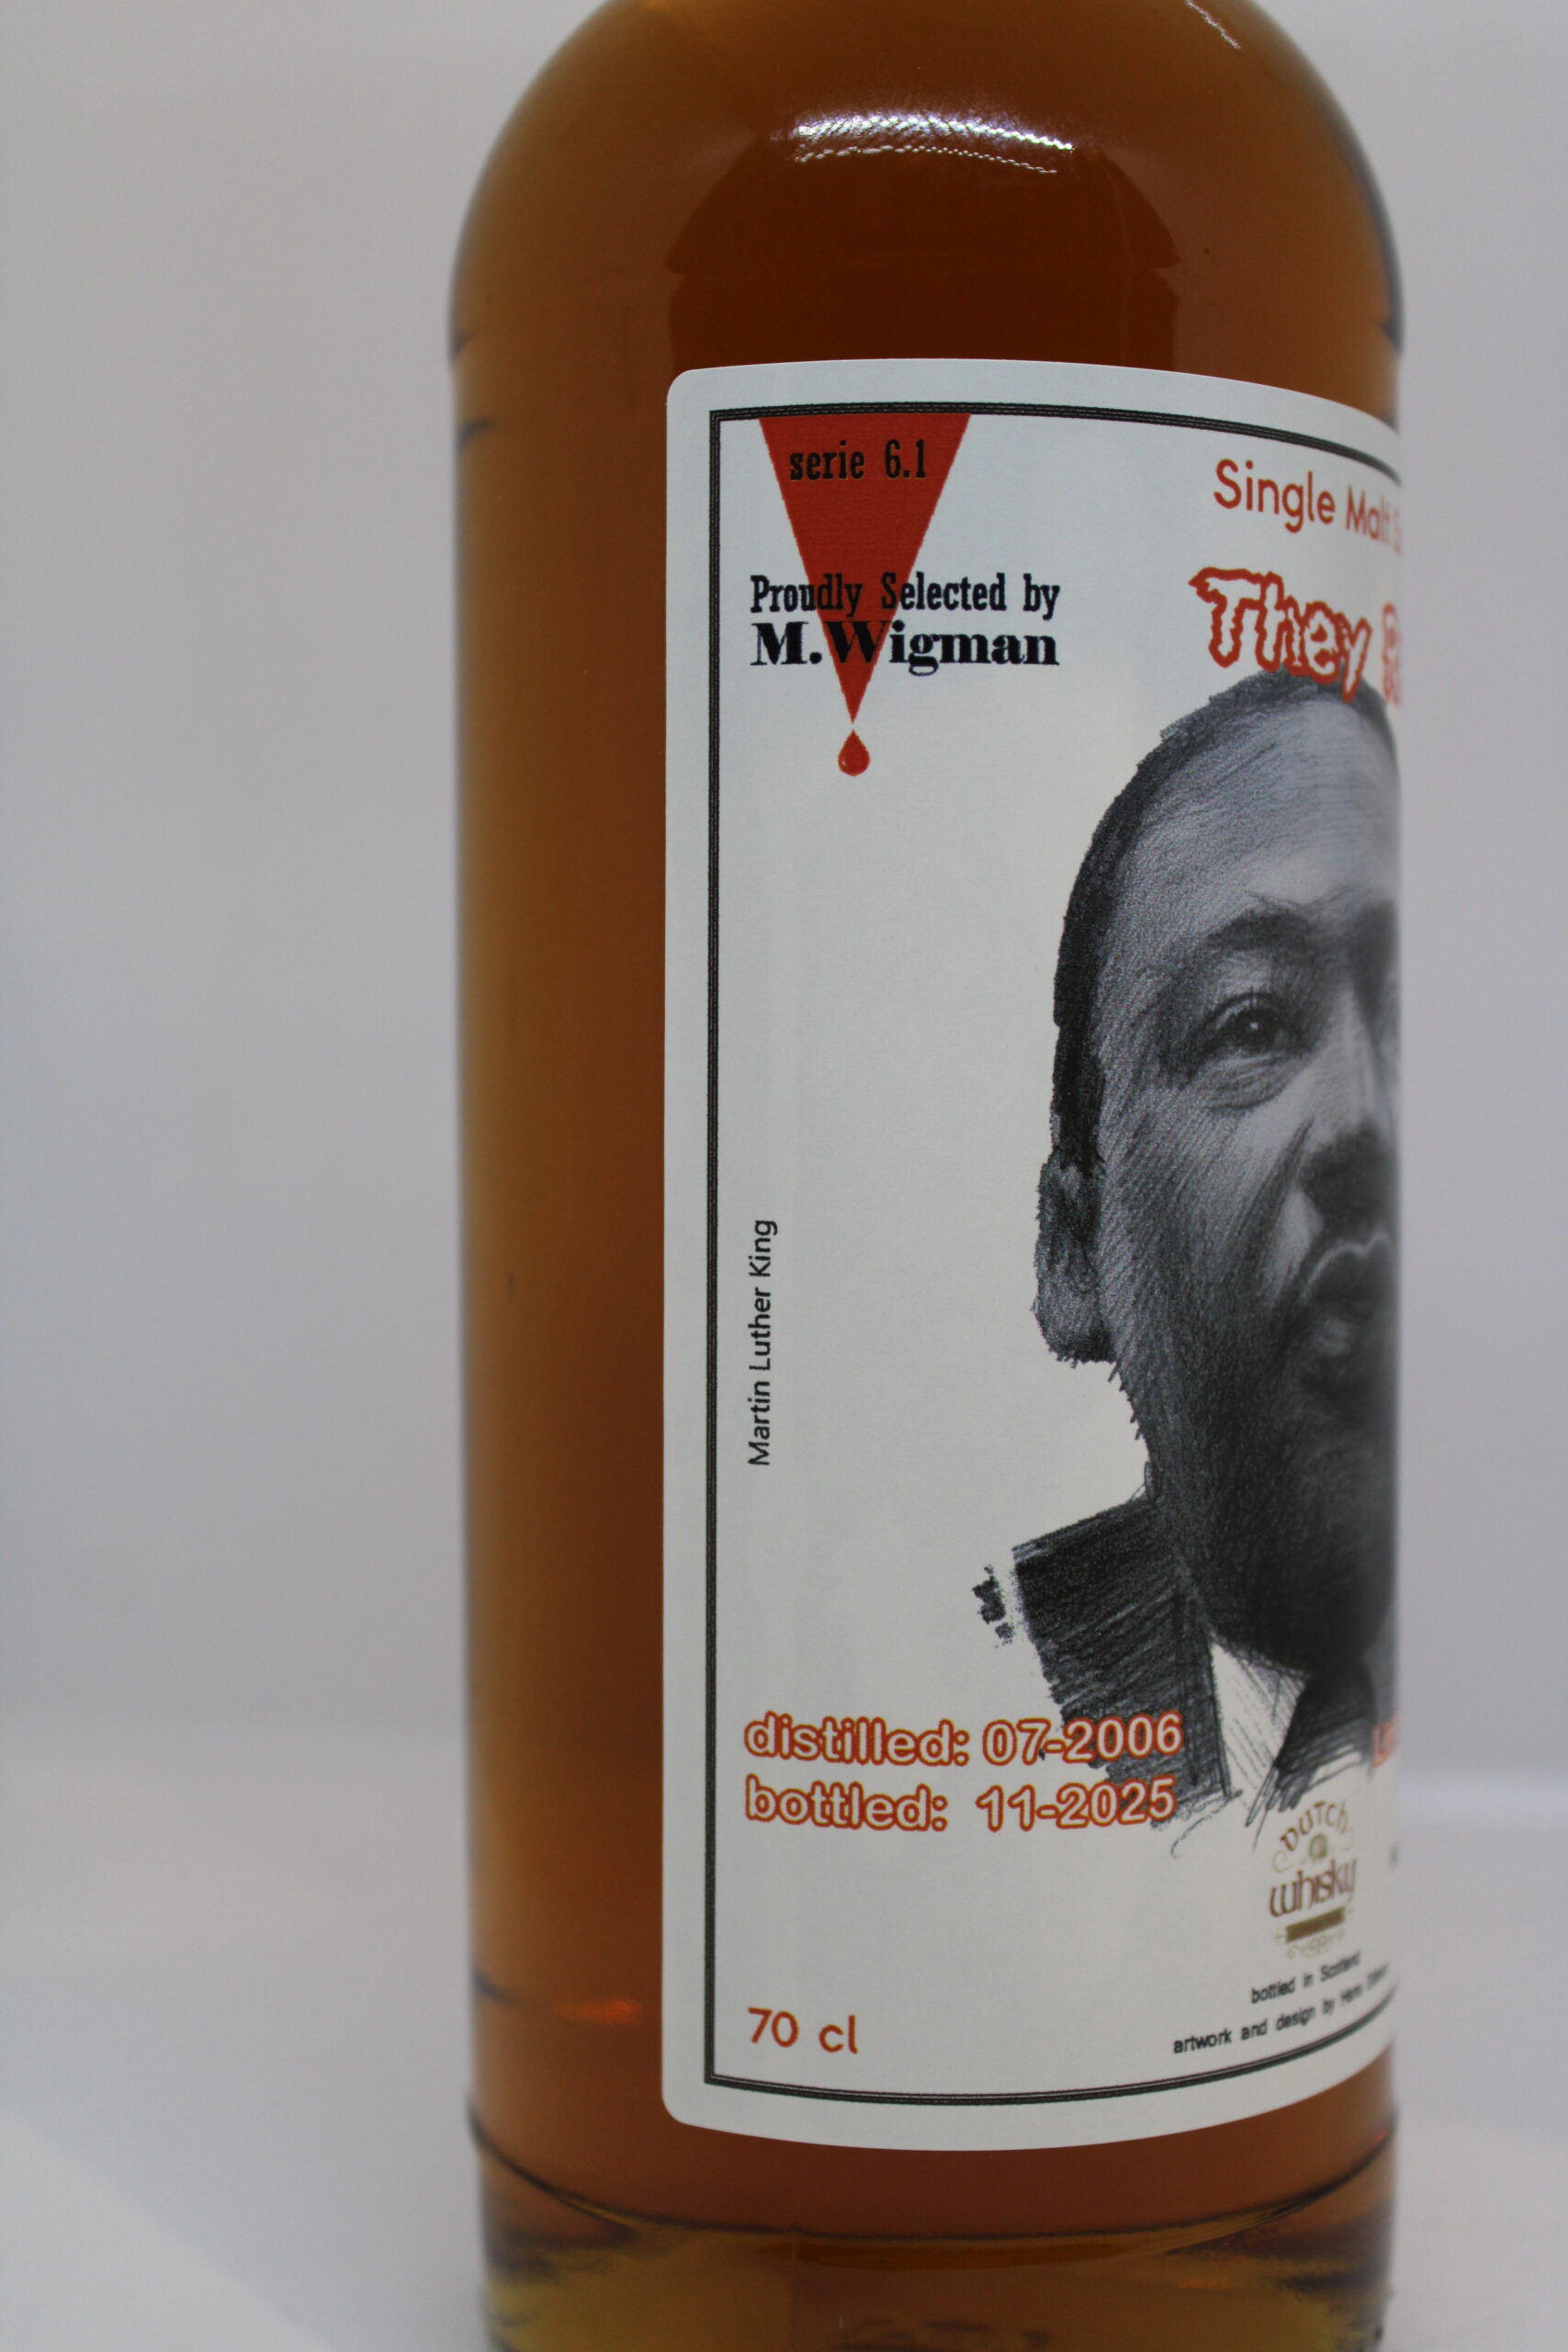 serie 6.1
Proudly Selected by
M. Wigman
Single Malt
They
Martin Luther King
distilled: 07-2006
bottled: 11-2025
DUTCH
whisky
bottled in Scotland
artwork and design by Hans
70 cl